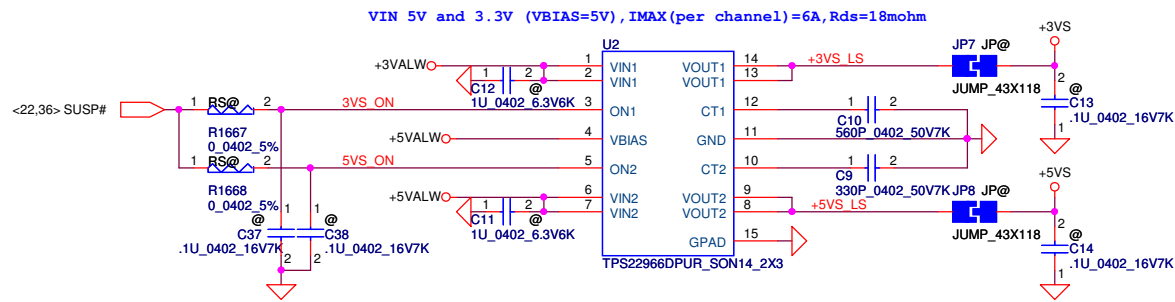 VIN 5V and 3.3V (VBIAS=5V),IMAX(per channel)=6A,Rds=18mohm
U2
+3VALW
1 VIN1
2 VIN1
3 ON1
4 VBIAS
5 ON2
6 VIN2
7 VIN2
VOUT1 14
VOUT1 13
CT1 12
GND 11
CT2 10
VOUT2 9
VOUT2 8
GPAD 15
TPS22966DPUR_SON14_2X3
1 2 @
C12
1U_0402_6.3V6K
<22,36> SUSP#
1 RS@ 2
3VS_ON
R1667
0_0402_5%
+5VALW
1 RS@ 2
5VS_ON
R1668
0_0402_5%
+5VALW
1 2 @
C11
1U_0402_6.3V6K
1 @
C37
.1U_0402_16V7K
2
1 @
C38
.1U_0402_16V7K
2
+3VS_LS
JP7 JP@
1 2
JUMP_43X118
+3VS
2 @
C13
.1U_0402_16V7K
1
1 2
C10
560P_0402_50V7K
1 2
C9
330P_0402_50V7K
+5VS_LS
JP8 JP@
1 2
JUMP_43X118
+5VS
2 @
C14
.1U_0402_16V7K
1